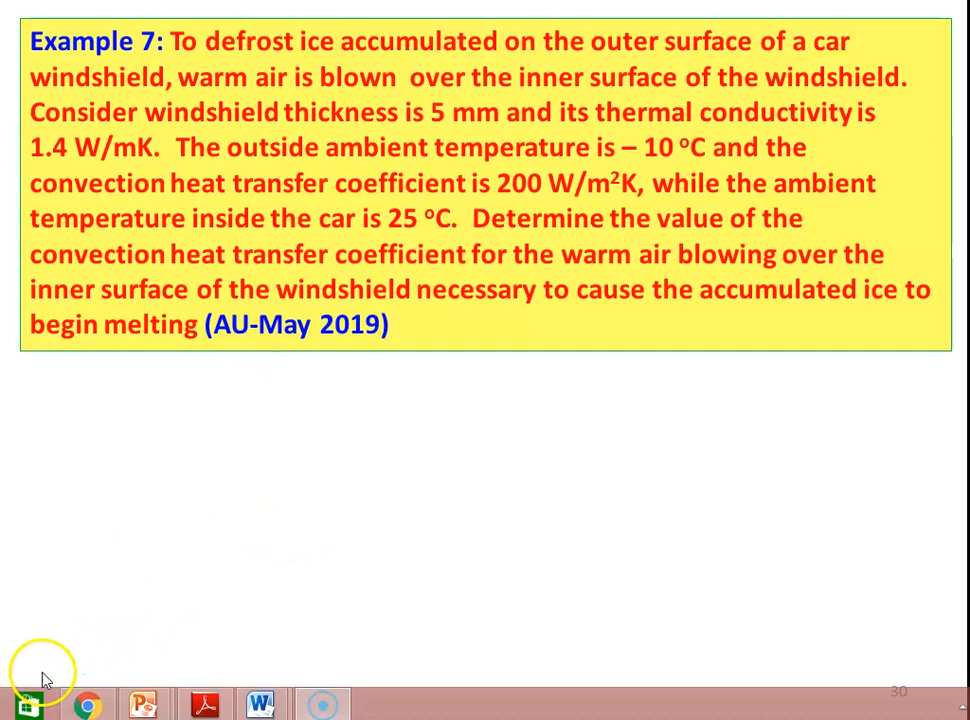 Example 7: To defrost ice accumulated on the outer surface of a car
windshield, warm air is blown over the inner surface of the windshield.
Consider windshield thickness is 5 mm and its thermal conductivity is
1.4 W/mK. The outside ambient temperature is – 10 ᵒC and the
convection heat transfer coefficient is 200 W/m²K, while the ambient
temperature inside the car is 25 ᵒC. Determine the value of the
convection heat transfer coefficient for the warm air blowing over the
inner surface of the windshield necessary to cause the accumulated ice to
begin melting (AU-May 2019)
30